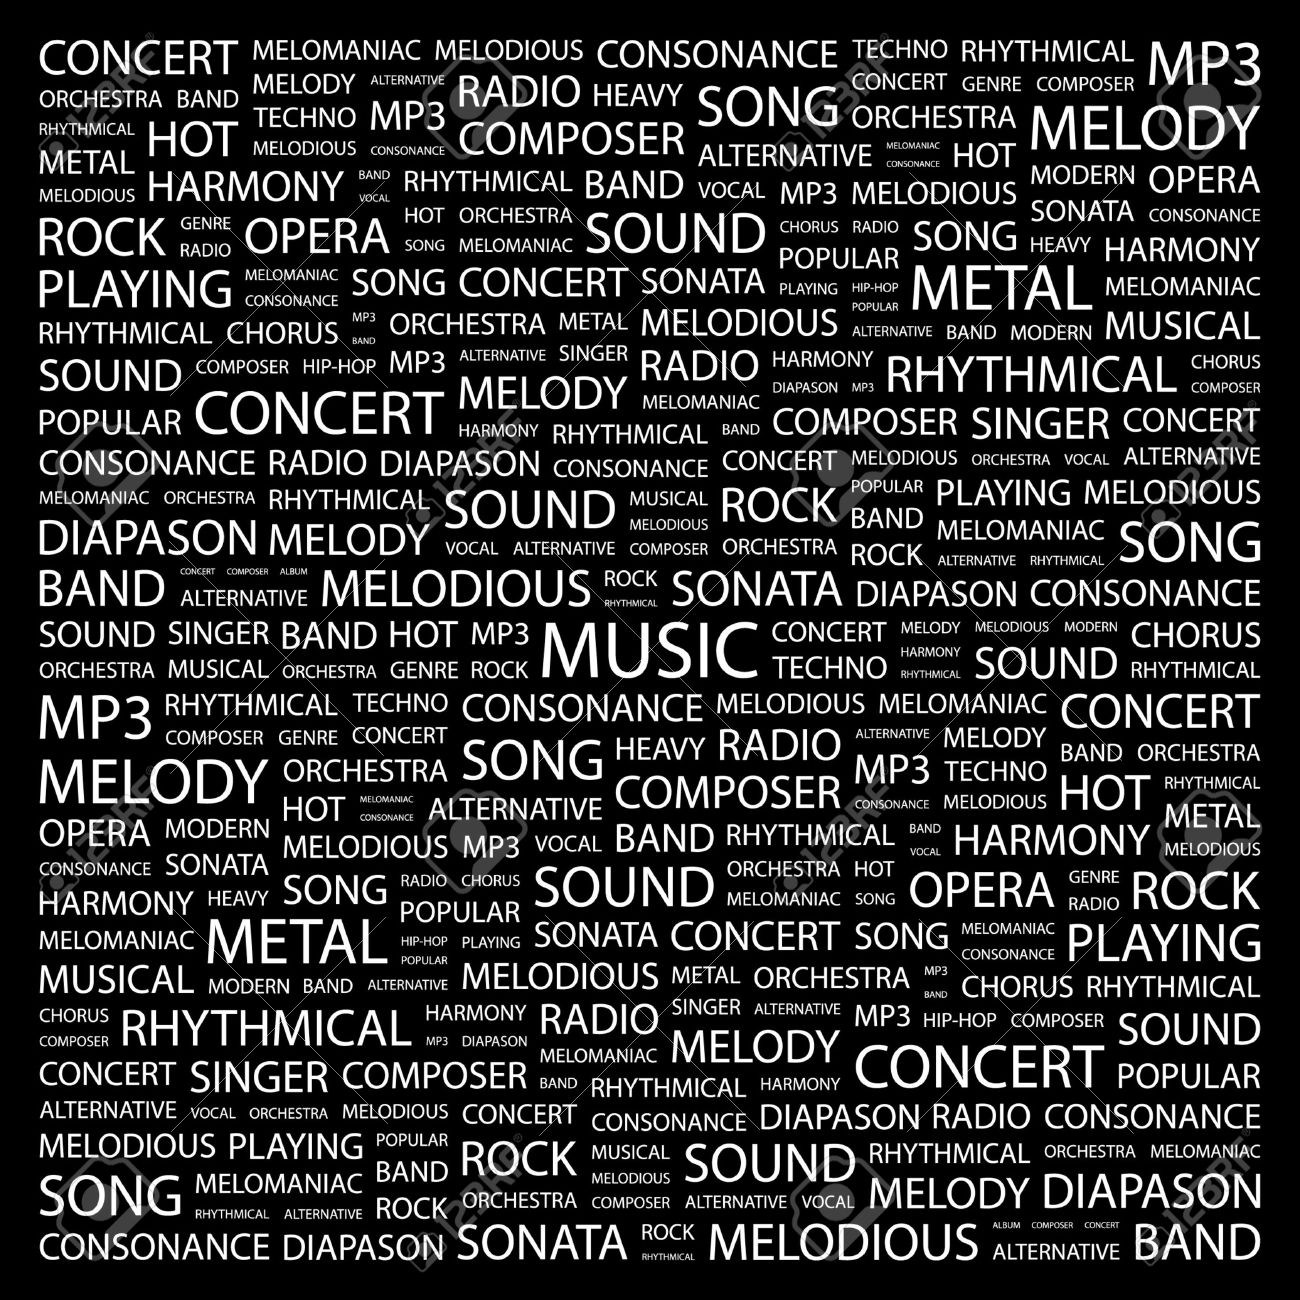 CONCERT MELOMANIAC MELODIOUS CONSONANCE TECHNO RHYTHMICAL MP3
ORCHESTRA BAND MELODY ALTERNATIVE RADIO HEAVY SONG CONCERT GENRE COMPOSER
RHYTHMICAL HOT TECHNO MP3 COMPOSER ORCHESTRA MELODY
METAL MELODIOUS CONSONANCE ALTERNATIVE MELOMANIAC CONSONANCE HOT
MELODIOUS HARMONY BAND VOCAL RHYTHMICAL BAND VOCAL MP3 MELODIOUS MODERN OPERA
ROCK GENRE RADIO OPERA HOT ORCHESTRA SOUND CHORUS RADIO SONG SONATA CONSONANCE
SONG MELOMANIAC POPULAR HEAVY HARMONY
PLAYING MELOMANIAC CONSONANCE SONG CONCERT SONATA PLAYING HIP-HOP POPULAR METAL MELOMANIAC
RHYTHMICAL CHORUS MP3 BAND ORCHESTRA METAL MELODIOUS ALTERNATIVE BAND MODERN MUSICAL
SOUND COMPOSER HIP-HOP MP3 ALTERNATIVE SINGER RADIO HARMONY DIAPASON MP3 RHYTHMICAL CHORUS COMPOSER
POPULAR CONCERT MELODY HARMONY MELOMANIAC RHYTHMICAL BAND COMPOSER SINGER CONCERT
CONSONANCE RADIO DIAPASON CONSONANCE CONCERT MELODIOUS ORCHESTRA VOCAL ALTERNATIVE
MELOMANIAC ORCHESTRA RHYTHMICAL SOUND MUSICAL MELODIOUS ROCK POPULAR BAND PLAYING MELODIOUS
DIAPASON MELODY VOCAL ALTERNATIVE COMPOSER ORCHESTRA ROCK MELOMANIAC ALTERNATIVE RHYTHMICAL SONG
BAND CONCERT COMPOSER ALBUM ALTERNATIVE MELODIOUS ROCK RHYTHMICAL SONATA DIAPASON CONSONANCE
SOUND SINGER BAND HOT MP3 MUSIC CONCERT MELODY MELODIOUS MODERN CHORUS
ORCHESTRA MUSICAL ORCHESTRA GENRE ROCK TECHNO HARMONY RHYTHMICAL SOUND RHYTHMICAL
MP3 RHYTHMICAL TECHNO CONSONANCE MELODIOUS MELOMANIAC CONCERT
COMPOSER GENRE CONCERT SONG HEAVY RADIO ALTERNATIVE MELODY BAND ORCHESTRA
MELODY ORCHESTRA COMPOSER MP3 TECHNO HOT RHYTHMICAL
HOT MELOMANIAC CONSONANCE ALTERNATIVE CONSONANCE MELODIOUS METAL
OPERA MODERN MELODIOUS MP3 VOCAL BAND RHYTHMICAL BAND VOCAL HARMONY MELODIOUS
CONSONANCE SONATA SONG RADIO CHORUS SOUND ORCHESTRA HOT OPERA GENRE RADIO ROCK
HARMONY HEAVY POPULAR MELOMANIAC SONG
MELOMANIAC METAL HIP-HOP POPULAR PLAYING SONATA CONCERT SONG MELOMANIAC CONSONANCE PLAYING
MUSICAL MODERN BAND ALTERNATIVE MELODIOUS METAL ORCHESTRA MP3 BAND CHORUS RHYTHMICAL
CHORUS COMPOSER RHYTHMICAL HARMONY MP3 DIAPASON RADIO SINGER ALTERNATIVE MP3 HIP-HOP COMPOSER SOUND
CONCERT SINGER COMPOSER MELOMANIAC BAND RHYTHMICAL MELODY HARMONY CONCERT POPULAR
ALTERNATIVE VOCAL ORCHESTRA MELODIOUS CONCERT CONSONANCE DIAPASON RADIO CONSONANCE
MELODIOUS PLAYING POPULAR BAND ROCK MUSICAL MELODIOUS SOUND RHYTHMICAL ORCHESTRA MELOMANIAC
SONG MELOMANIAC RHYTHMICAL ALTERNATIVE ROCK ORCHESTRA COMPOSER ALTERNATIVE VOCAL MELODY DIAPASON
CONSONANCE DIAPASON SONATA ROCK RHYTHMICAL MELODIOUS ALBUM COMPOSER CONCERT ALTERNATIVE BAND
123RF